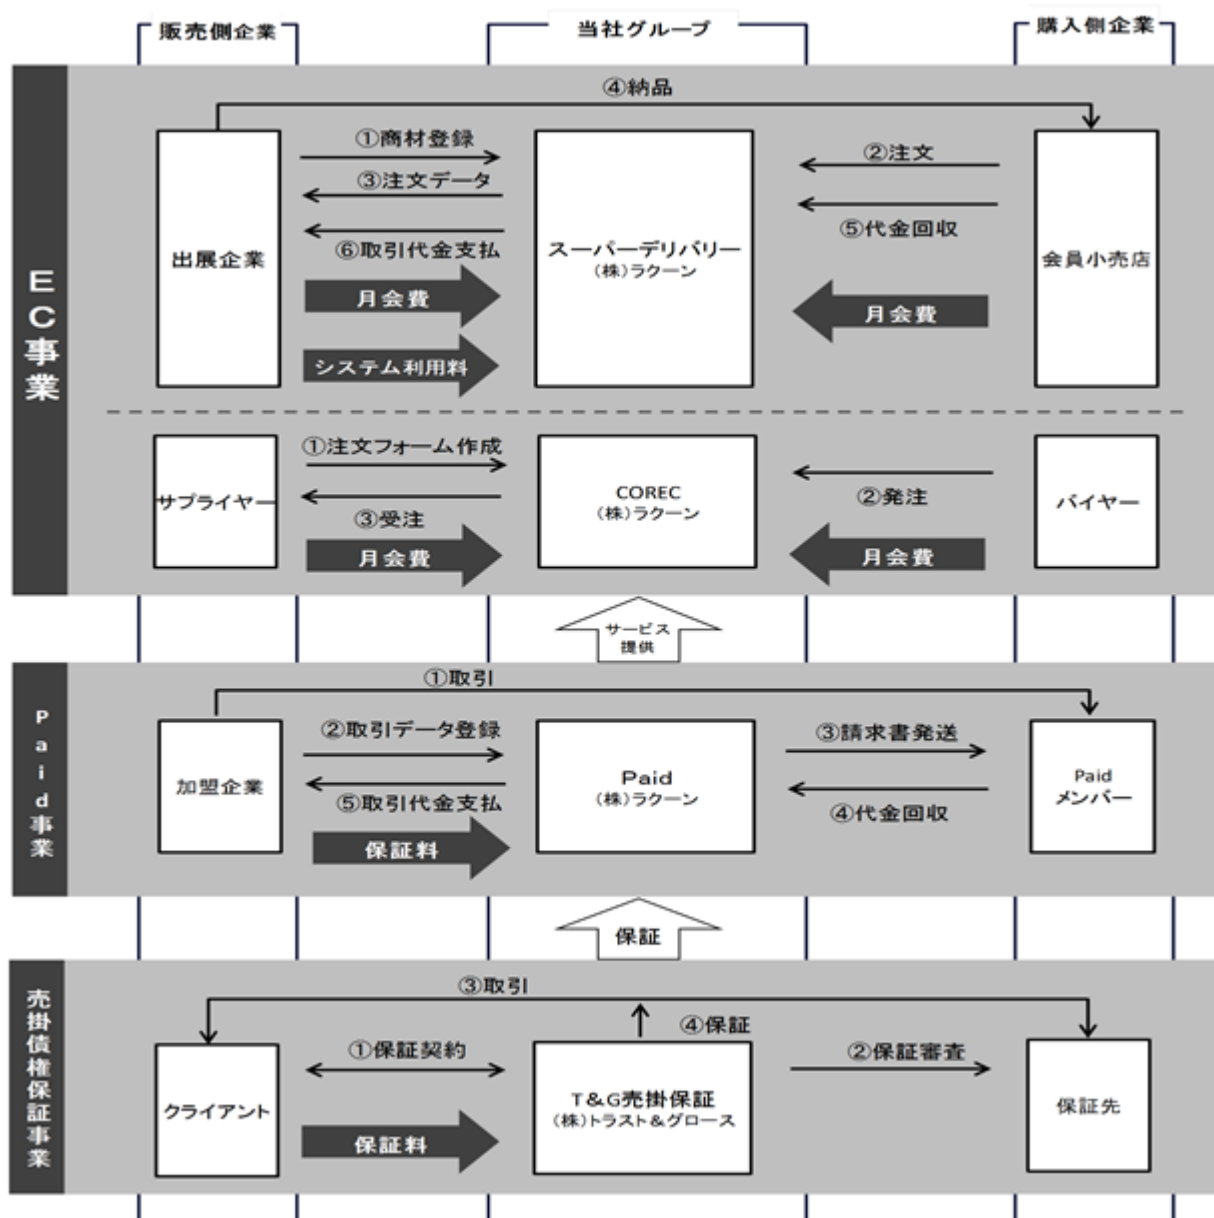 販売側企業
当社グループ
購入側企業
EC事業
④納品
出展企業
①商材登録
③注文データ
⑥取引代金支払
月会費
システム利用料
スーパーデリバリー
(株)ラクーン
②注文
⑤代金回収
月会費
会員小売店
サプライヤー
①注文フォーム作成
③受注
月会費
COREC
(株)ラクーン
②発注
月会費
バイヤー
サービス
提供
Paid事業
①取引
加盟企業
②取引データ登録
⑤取引代金支払
保証料
Paid
(株)ラクーン
③請求書発送
④代金回収
Paid
メンバー
保証
売掛債権保証事業
③取引
クライアント
①保証契約
保証料
④保証
T&G売掛保証
(株)トラスト&グロース
②保証審査
保証先